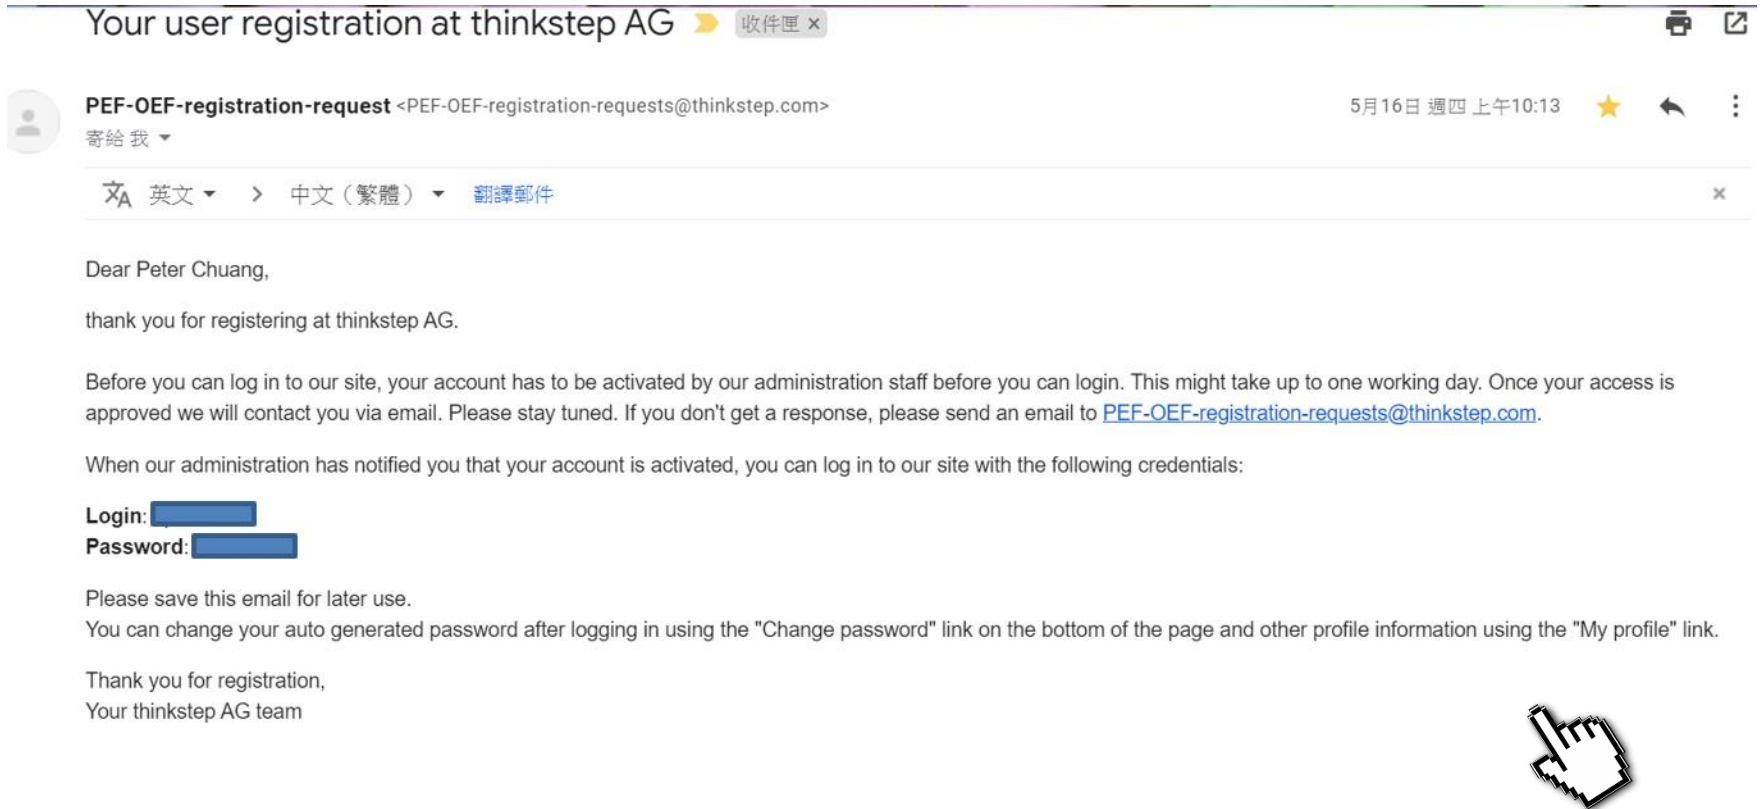 Your user registration at thinkstep AG 收件匣 ×
PEF-OEF-registration-request <PEF-OEF-registration-requests@thinkstep.com> 5月16日 週四 上午10:13
寄給 我
英文 > 中文（繁體） 翻譯郵件 ×
Dear Peter Chuang,
thank you for registering at thinkstep AG.
Before you can log in to our site, your account has to be activated by our administration staff before you can login. This might take up to one working day. Once your access is
approved we will contact you via email. Please stay tuned. If you don't get a response, please send an email to PEF-OEF-registration-requests@thinkstep.com.
When our administration has notified you that your account is activated, you can log in to our site with the following credentials:
Login:
Password:
Please save this email for later use.
You can change your auto generated password after logging in using the "Change password" link on the bottom of the page and other profile information using the "My profile" link.
Thank you for registration,
Your thinkstep AG team